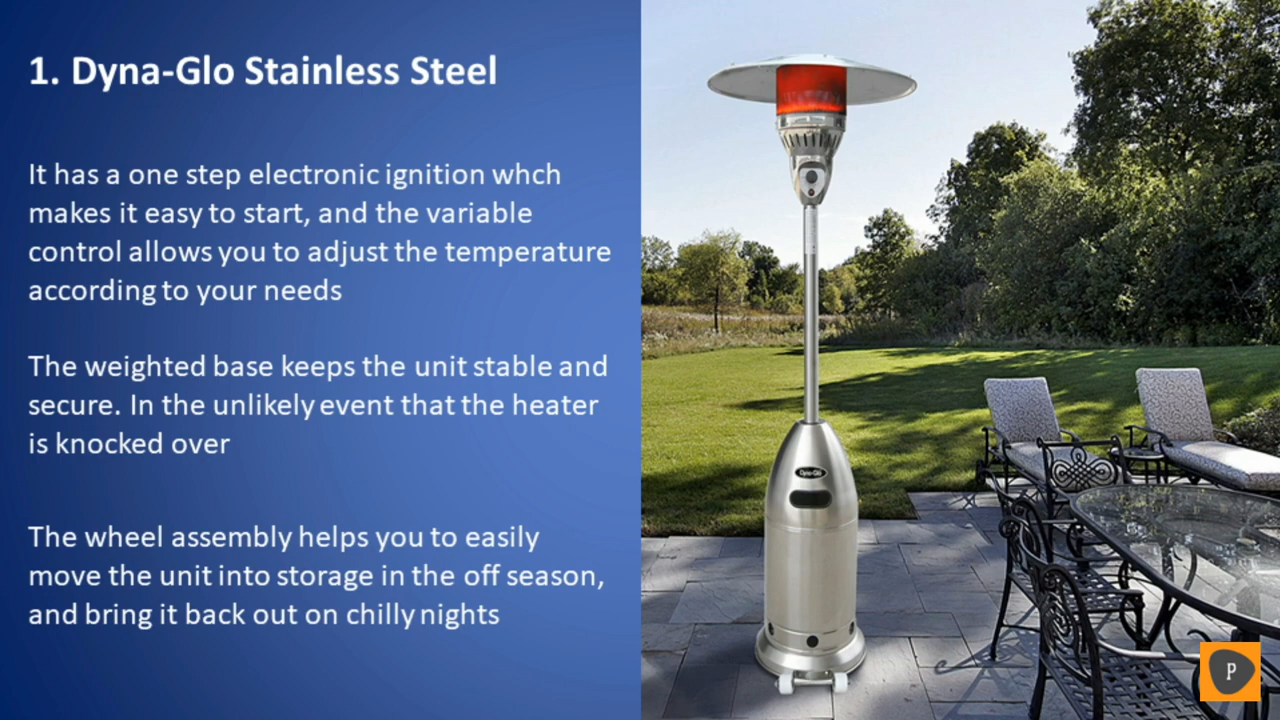 1. Dyna-Glo Stainless Steel
It has a one step electronic ignition whch
makes it easy to start, and the variable
control allows you to adjust the temperature
according to your needs
The weighted base keeps the unit stable and
secure. In the unlikely event that the heater
is knocked over
The wheel assembly helps you to easily
move the unit into storage in the off season,
and bring it back out on chilly nights
Dyna-Glo
P